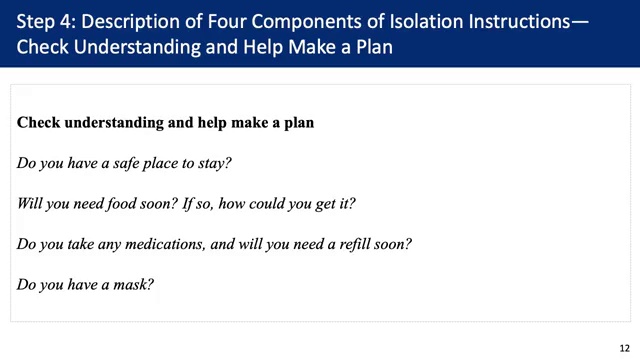 Step 4: Description of Four Components of Isolation Instructions—
Check Understanding and Help Make a Plan
Check understanding and help make a plan
Do you have a safe place to stay?
Will you need food soon? If so, how could you get it?
Do you take any medications, and will you need a refill soon?
Do you have a mask?
12